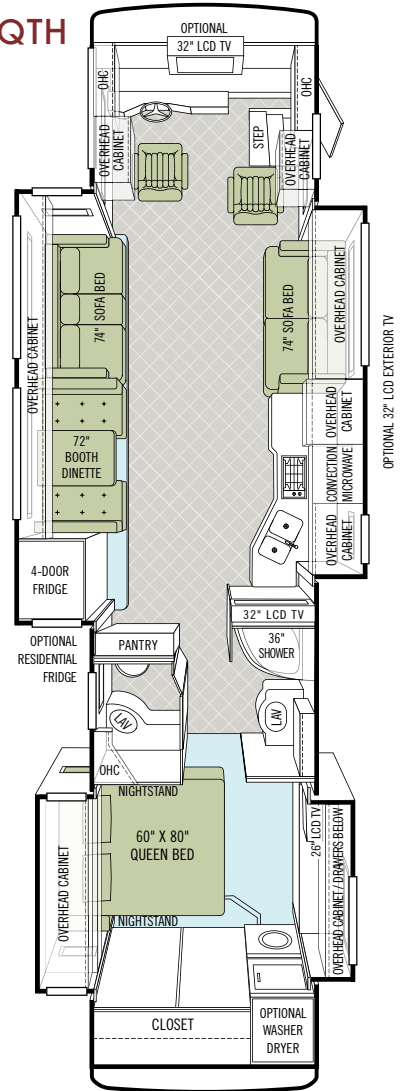 QTH
OPTIONAL
32" LCD TV
OHC
OHC
OVERHEAD
CABINET
STEP
OVERHEAD
CABINET
OVERHEAD CABINET
74" SOFA BED
74" SOFA BED
OVERHEAD CABINET
OPTIONAL 32" LCD EXTERIOR TV
72"
BOOTH
DINETTE
OVERHEAD
CABINET
CONVECTION
MICROWAVE
OVERHEAD
CABINET
4-DOOR
FRIDGE
OPTIONAL
RESIDENTIAL
FRIDGE
PANTRY
32" LCD TV
36"
SHOWER
LAV
LAV
OHC
NIGHTSTAND
60" X 80"
QUEEN BED
NIGHTSTAND
OVERHEAD CABINET
26" LCD TV
OVERHEAD CABINET/DRAWERS BELOW
CLOSET
OPTIONAL
WASHER
DRYER